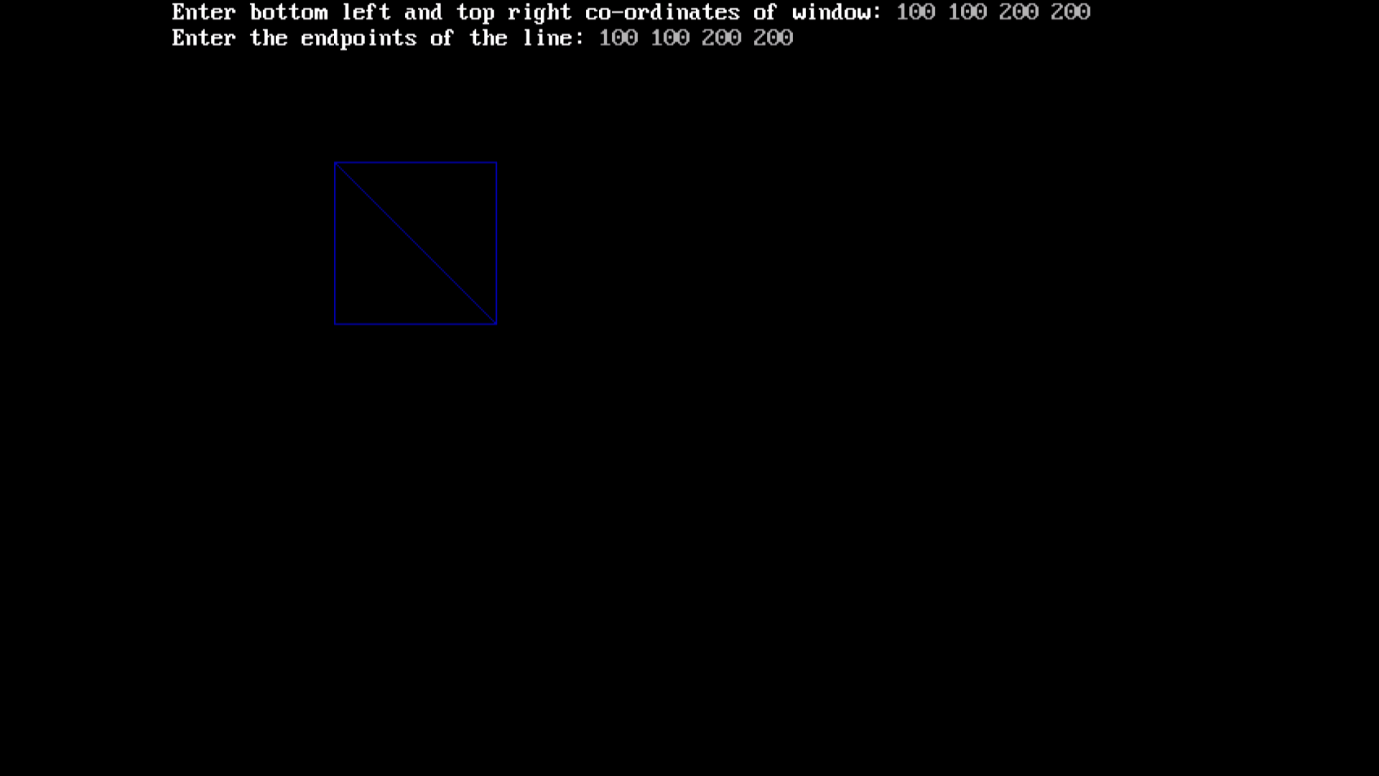 Enter bottom left and top right co-ordinates of window: 100 100 200 200
Enter the endpoints of the line: 100 100 200 200